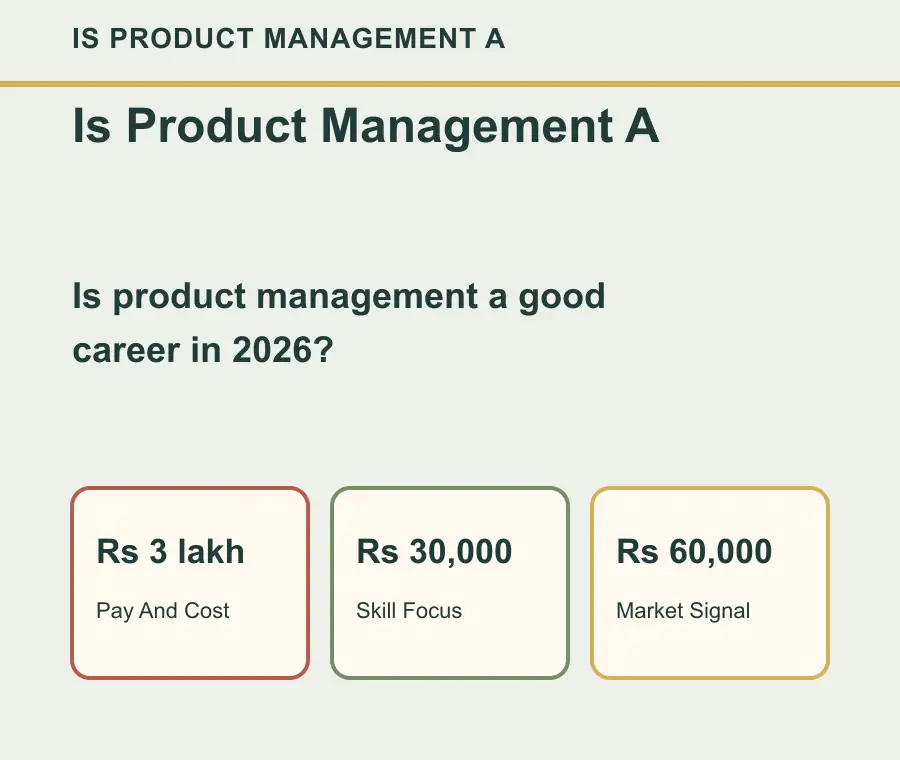 IS PRODUCT MANAGEMENT A
Is Product Management A
Is product management a good
career in 2026?
Rs 3 lakh
Pay And Cost
Rs 30,000
Skill Focus
Rs 60,000
Market Signal